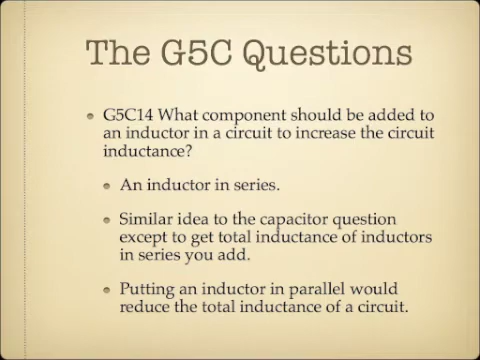 The G5C Questions
G5C14 What component should be added to
an inductor in a circuit to increase the circuit
inductance?
An inductor in series.
Similar idea to the capacitor question
except to get total inductance of inductors
in series you add.
Putting an inductor in parallel would
reduce the total inductance of a circuit.